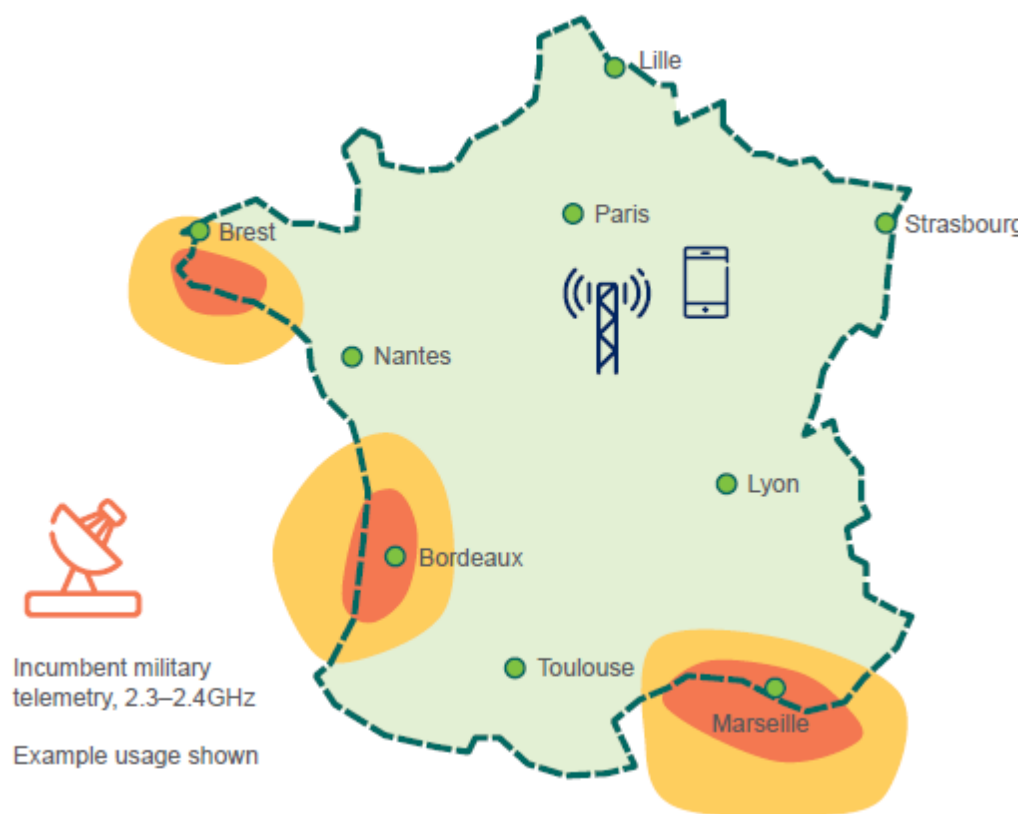 Lille
Paris
Strasbourg
Brest
Nantes
Lyon
Bordeaux
Incumbent military
telemetry, 2.3–2.4GHz
Toulouse
Marseille
Example usage shown